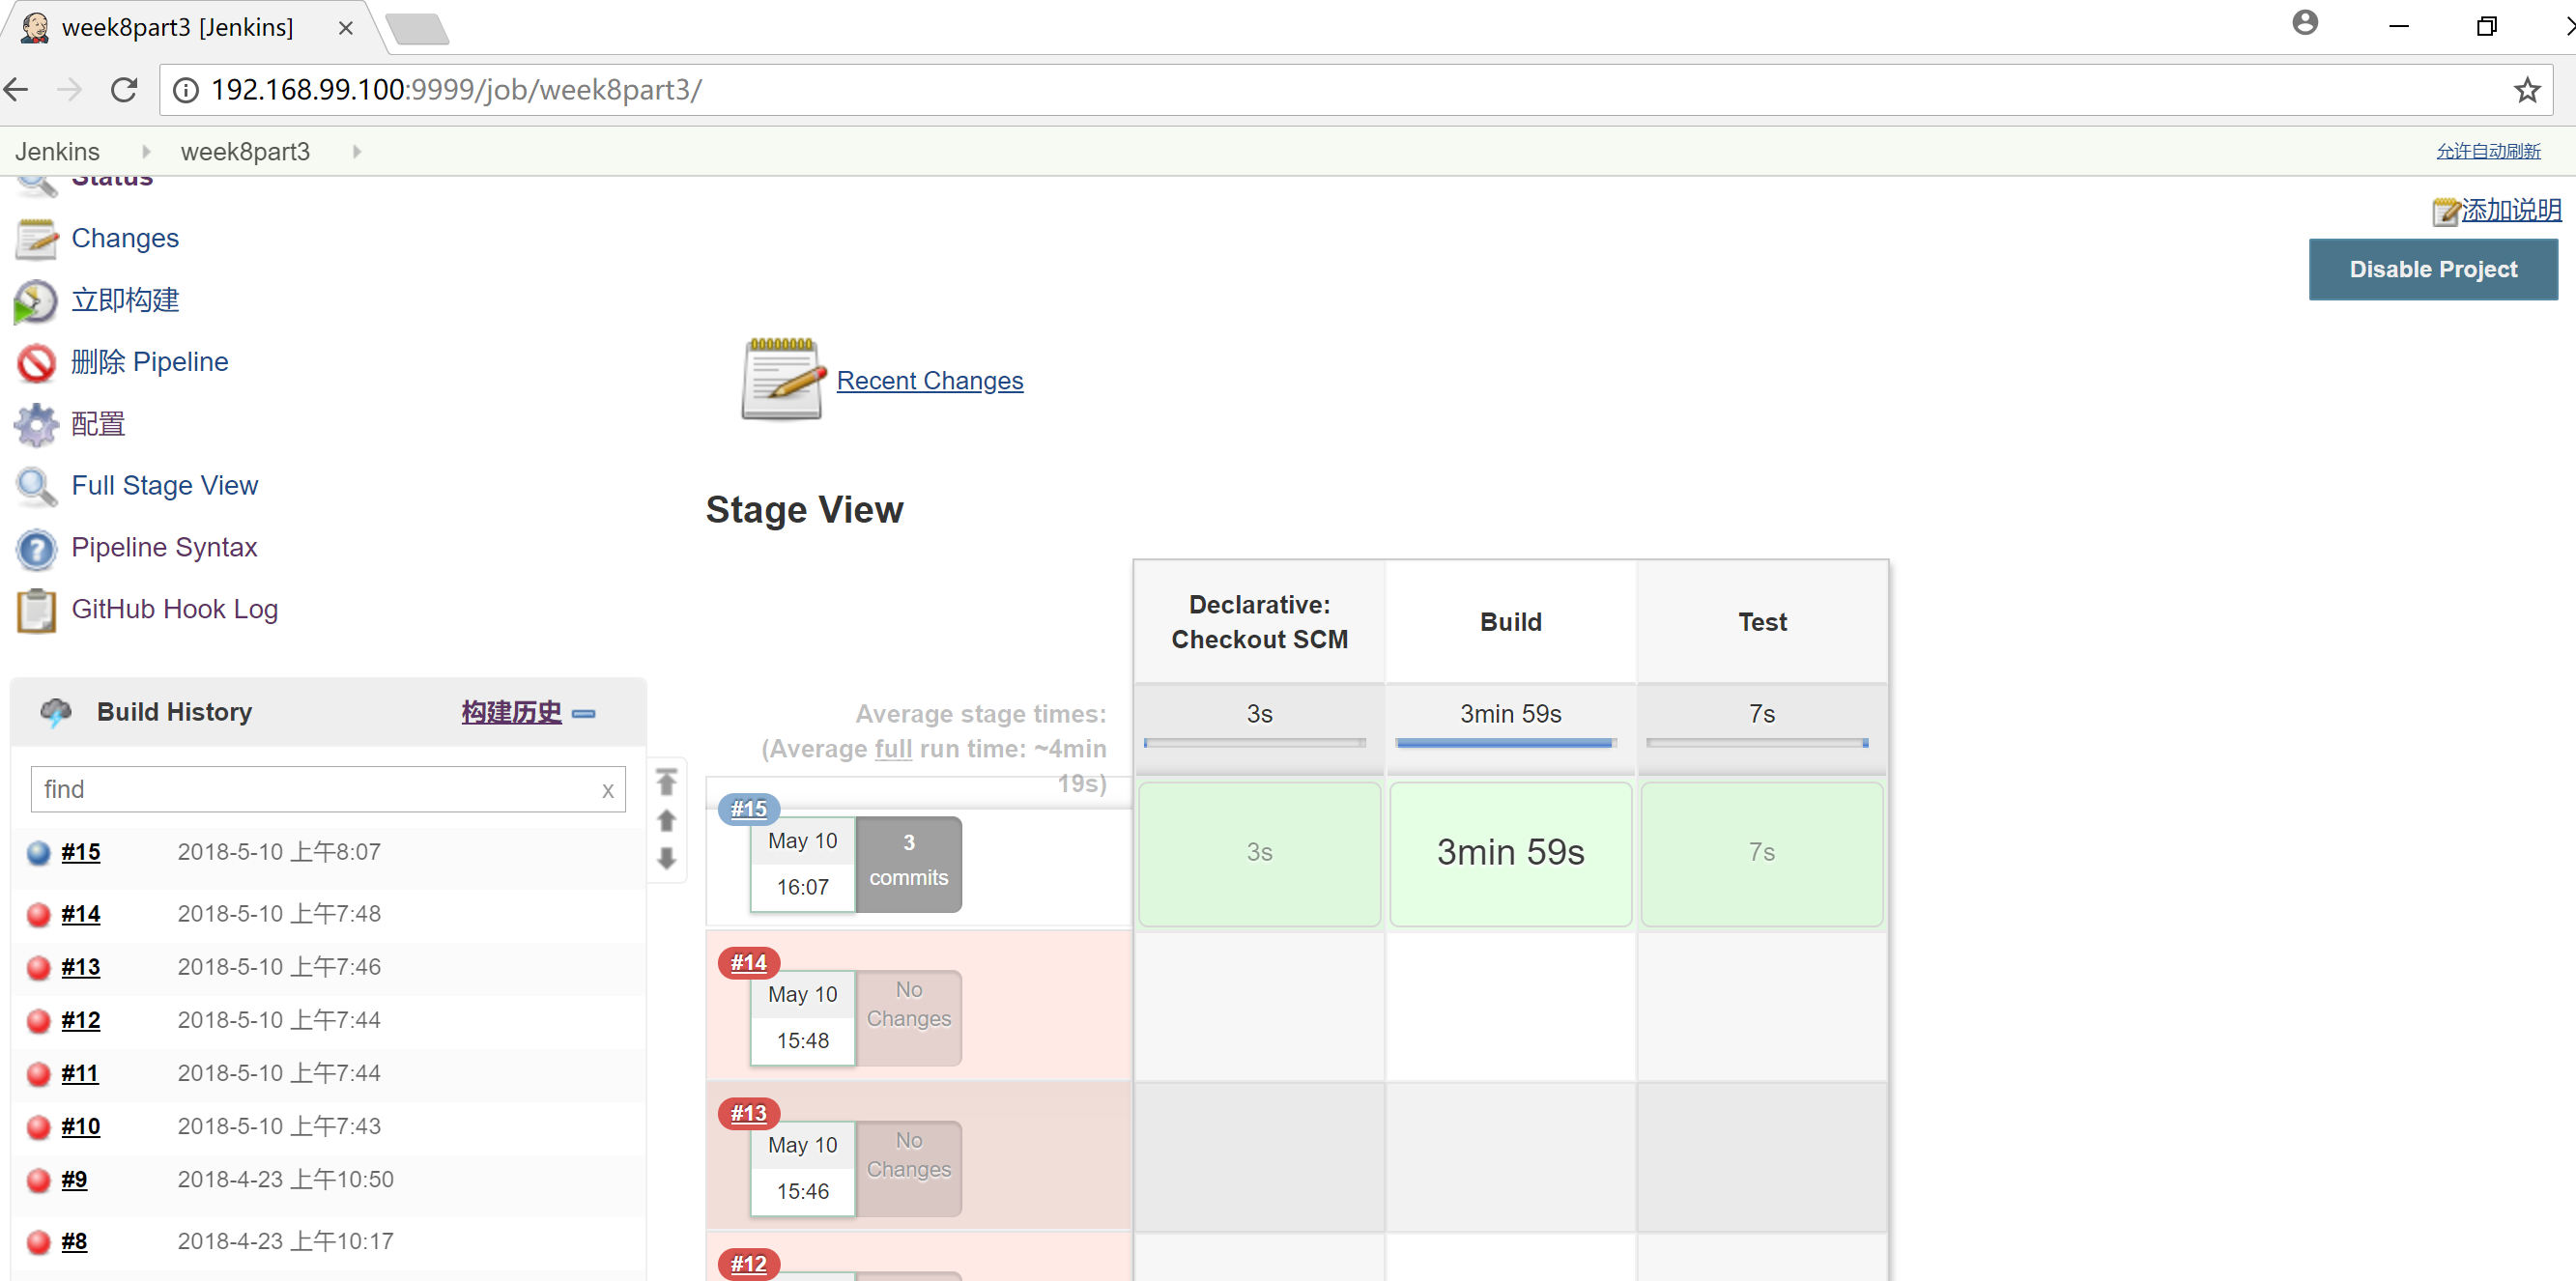 week8part3 [Jenkins]
192.168.99.100:9999/job/week8part3/
Jenkins week8part3 允许自动刷新
Status
添加说明
Changes
Disable Project
立即构建
删除 Pipeline
Recent Changes
配置
Full Stage View
Stage View
Pipeline Syntax
GitHub Hook Log
Declarative:
Checkout SCM
Build
Test
Build History 构建历史
Average stage times:
(Average full run time: ~4min
19s)
3s
3min 59s
7s
find x
#15 2018-5-10 上午8:07
#14 2018-5-10 上午7:48
#13 2018-5-10 上午7:46
#12 2018-5-10 上午7:44
#11 2018-5-10 上午7:44
#10 2018-5-10 上午7:43
#9 2018-4-23 上午10:50
#8 2018-4-23 上午10:17
#15
May 10
16:07
3
commits
3s
3min 59s
7s
#14
May 10
15:48
No
Changes
#13
May 10
15:46
No
Changes
#12